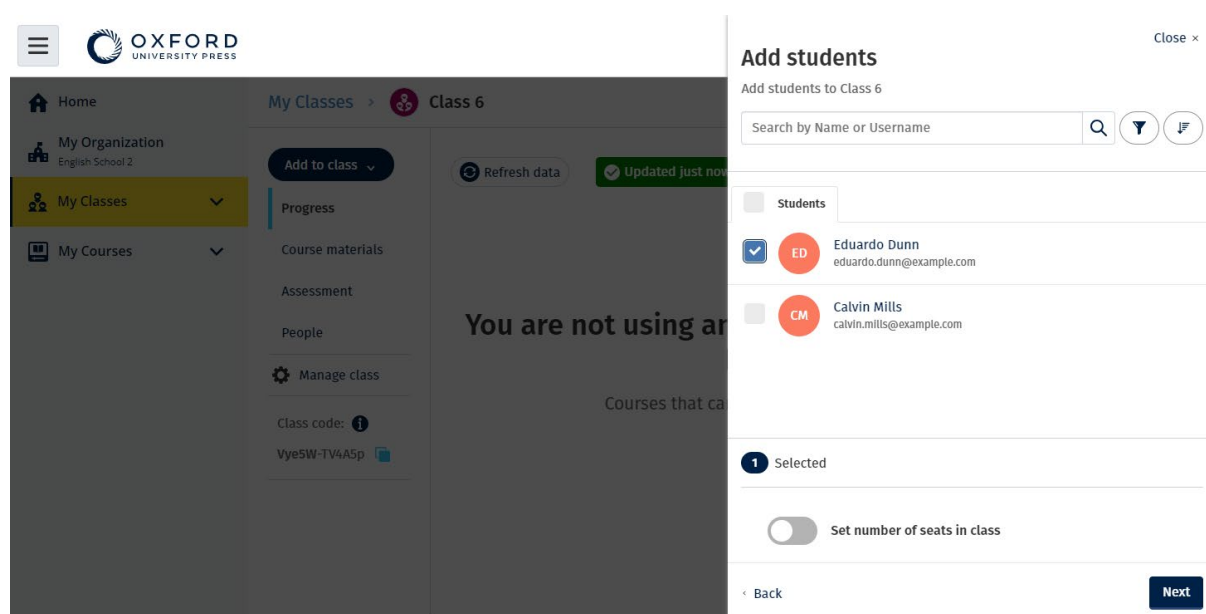 OXFORD
UNIVERSITY PRESS
Home
My Organization
English School 2
My Classes
My Courses
My Classes > Class 6
Add to class
Refresh data
Updated just now
Progress
Course materials
Assessment
People
Manage class
Class code:
Vye5W-TV4A5p
You are not using
Courses that
Close ×
Add students
Add students to Class 6
Search by Name or Username
Students
ED
Eduardo Dunn
eduardo.dunn@example.com
CM
Calvin Mills
calvin.mills@example.com
1 Selected
Set number of seats in class
‹ Back
Next